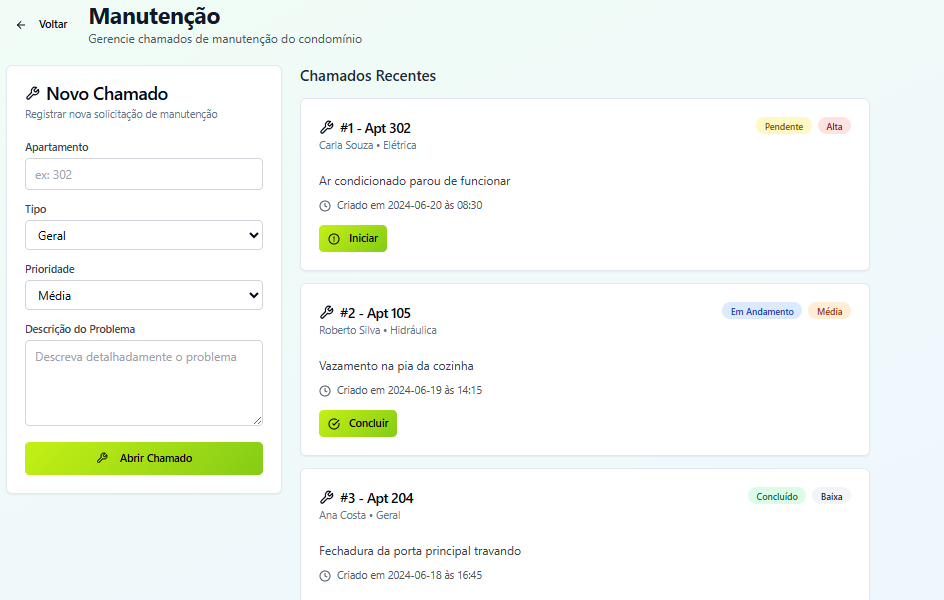 Voltar
Manutenção
Gerencie chamados de manutenção do condomínio
Novo Chamado
Registrar nova solicitação de manutenção
Apartamento
ex: 302
Tipo
Geral
Prioridade
Média
Descrição do Problema
Descreva detalhadamente o problema
Abrir Chamado
Chamados Recentes
#1 - Apt 302
Pendente
Alta
Carla Souza • Elétrica
Ar condicionado parou de funcionar
Criado em 2024-06-20 às 08:30
Iniciar
#2 - Apt 105
Em Andamento
Média
Roberto Silva • Hidráulica
Vazamento na pia da cozinha
Criado em 2024-06-19 às 14:15
Concluir
#3 - Apt 204
Concluído
Baixa
Ana Costa • Geral
Fechadura da porta principal travando
Criado em 2024-06-18 às 16:45